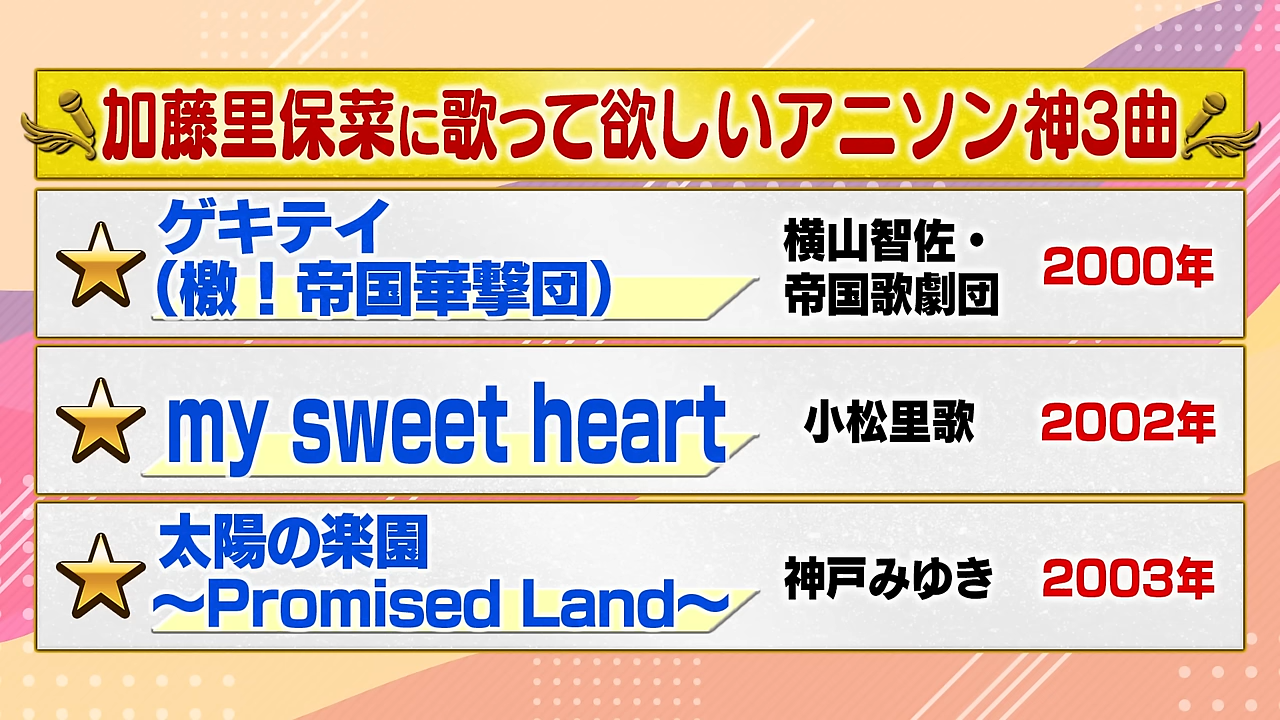 加藤里保菜に歌って欲しいアニソン神3曲
ゲキテイ
(檄！帝国華撃団)
横山智佐・
帝国歌劇団
2000年
my sweet heart
小松里歌
2002年
太陽の楽園
～Promised Land～
神戸みゆき
2003年